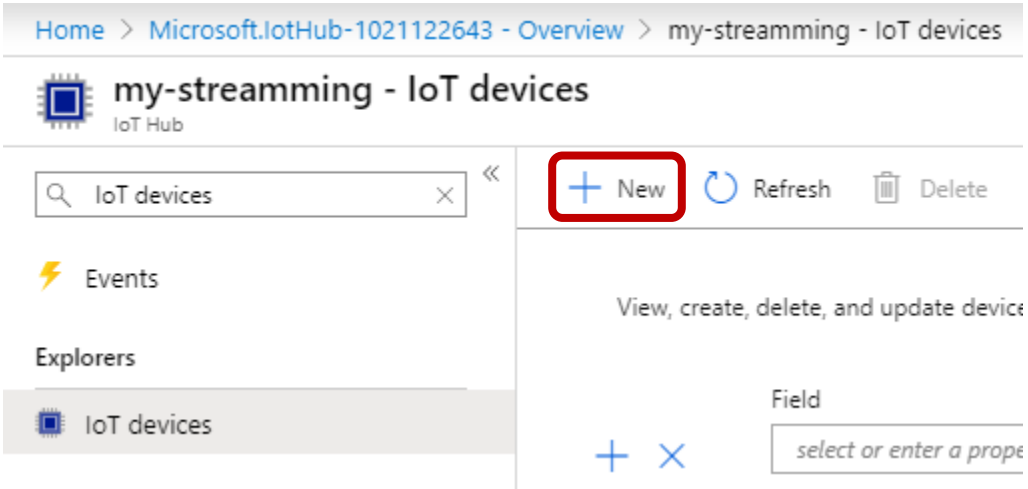 Home > Microsoft.IotHub-1021122643 - Overview > my-streamming - IoT devices
my-streamming - IoT devices
IoT Hub
IoT devices
«
New Refresh Delete
Events
View, create, delete, and update device
Explorers
IoT devices
Field
select or enter a prope